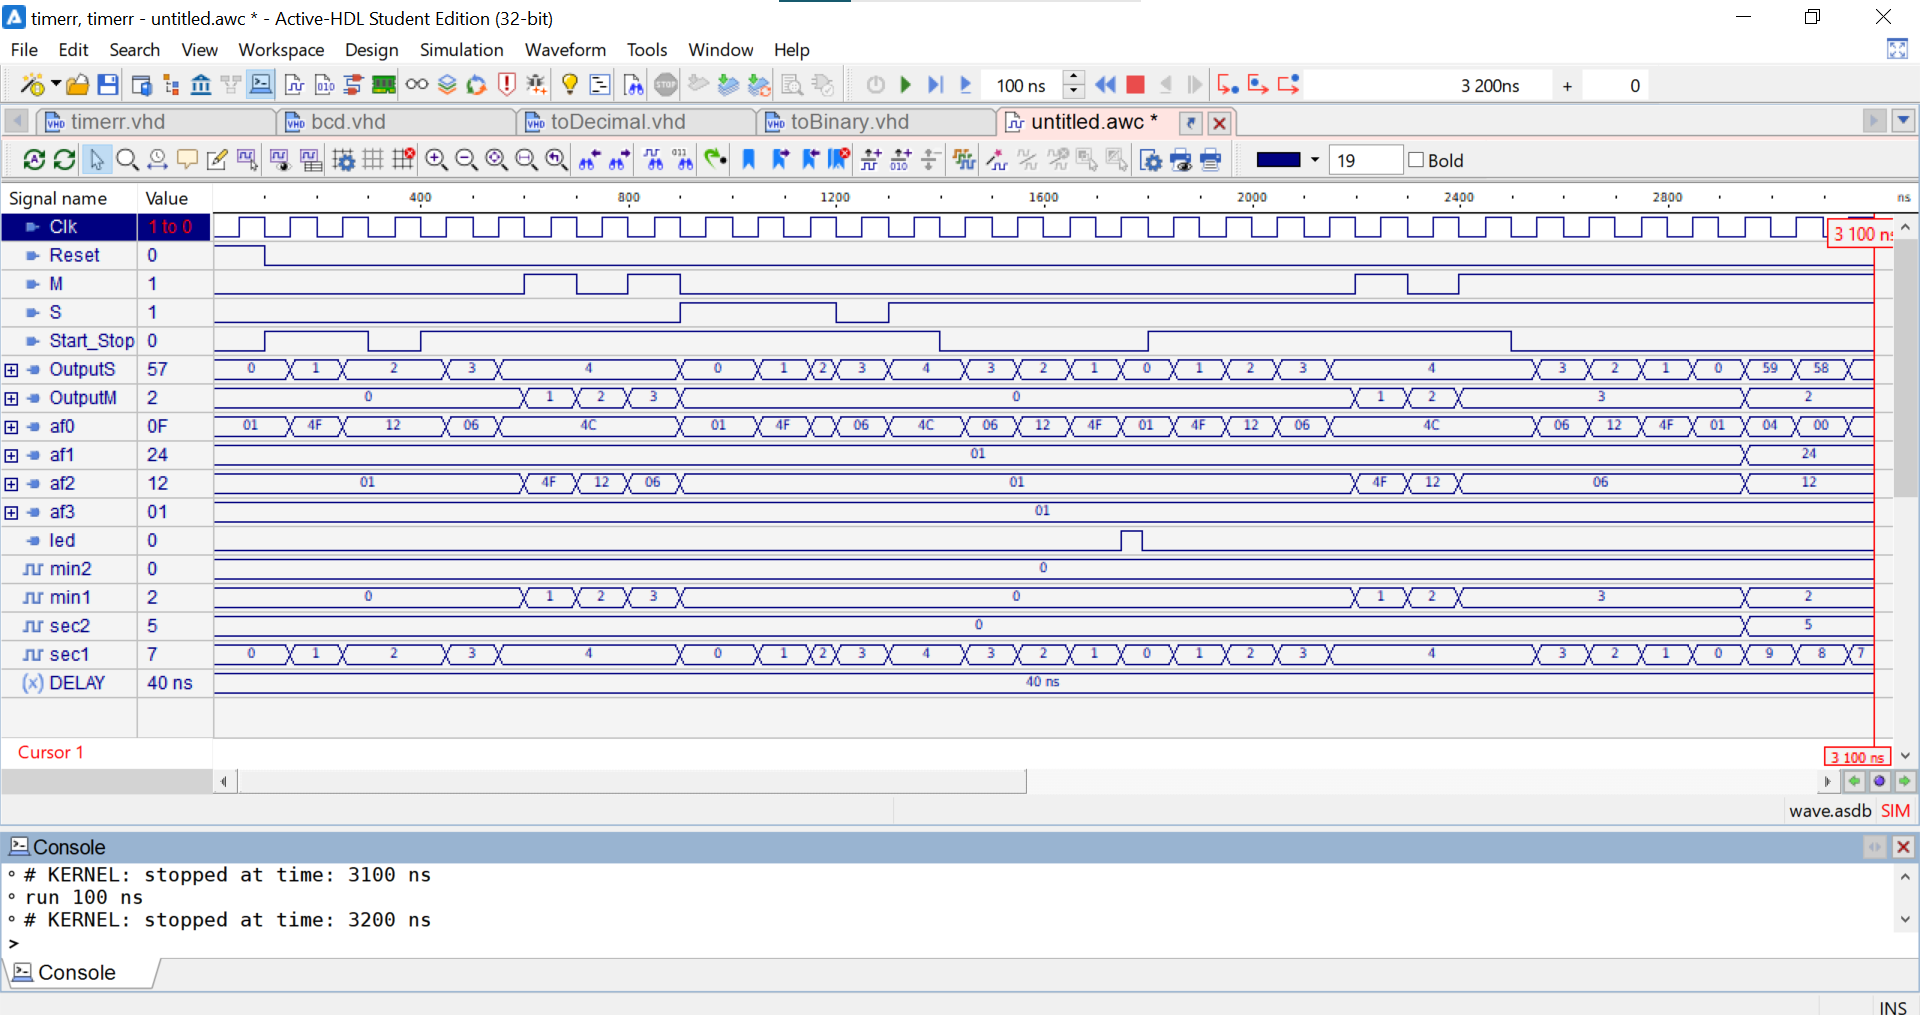 timerr, timerr - untitled.awc * - Active-HDL Student Edition (32-bit)
File Edit Search View Workspace Design Simulation Waveform Tools Window Help
100 ns 3 200ns + 0
timerr.vhd bcd.vhd toDecimal.vhd toBinary.vhd untitled.awc *
19 Bold
Signal name Value 400 800 1200 1600 2000 2400 2800 ns
Clk 1 to 0 3 100 ns
Reset 0
M 1
S 1
Start_Stop 0
OutputS 57 0 1 2 3 4 0 1 2 3 4 3 2 1 0 1 2 3 4 3 2 1 0 59 58
OutputM 2 0 1 2 3 0 1 2 3 2
af0 0F 01 4F 12 06 4C 01 4F 06 4C 06 12 4F 01 4F 12 06 4C 06 12 4F 01 04 00
af1 24 01 24
af2 12 01 4F 12 06 01 4F 12 06 12
af3 01 01
led 0
min2 0 0
min1 2 0 1 2 3 0 1 2 3 2
sec2 5 0 5
sec1 7 0 1 2 3 4 0 1 2 3 4 3 2 1 0 1 2 3 4 3 2 1 0 9 8 7
(x) DELAY 40 ns 40 ns
Cursor 1 3 100 ns
wave.asdb SIM
Console
# KERNEL: stopped at time: 3100 ns
run 100 ns
# KERNEL: stopped at time: 3200 ns
>
Console
INS